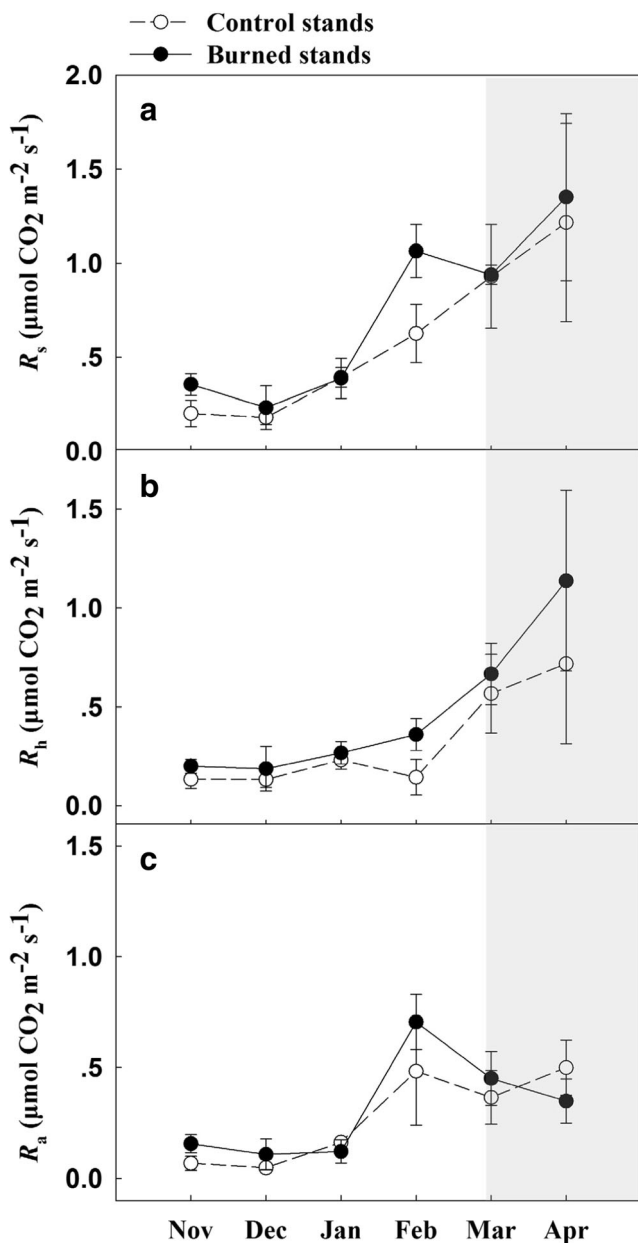 Control stands
Burned stands
a
2.0
1.5
1.0
.5
0.0
Rs (μmol CO2 m-2 s-1)
b
1.5
1.0
.5
0.0
Rh (μmol CO2 m-2 s-1)
c
1.5
1.0
.5
0.0
Ra (μmol CO2 m-2 s-1)
Nov Dec Jan Feb Mar Apr